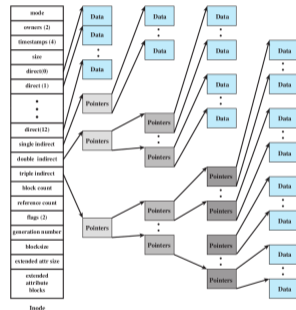 mode
owners (2)
timestamps (4)
size
direct(0)
direct (1)
direct(12)
single indirect
double indirect
triple indirect
block count
reference count
flags (2)
generation number
blocksize
extended attr size
extended
attribute
blocks
Inode
Data
Data
Data
Pointers
Pointers
Pointers
Data
Data
Data
Data
Pointers
Pointers
Pointers
Pointers
Data
Data
Data
Data
Data
Pointers
Pointers
Pointers
Data
Data
Data
Data
Data
Data
Data
Data